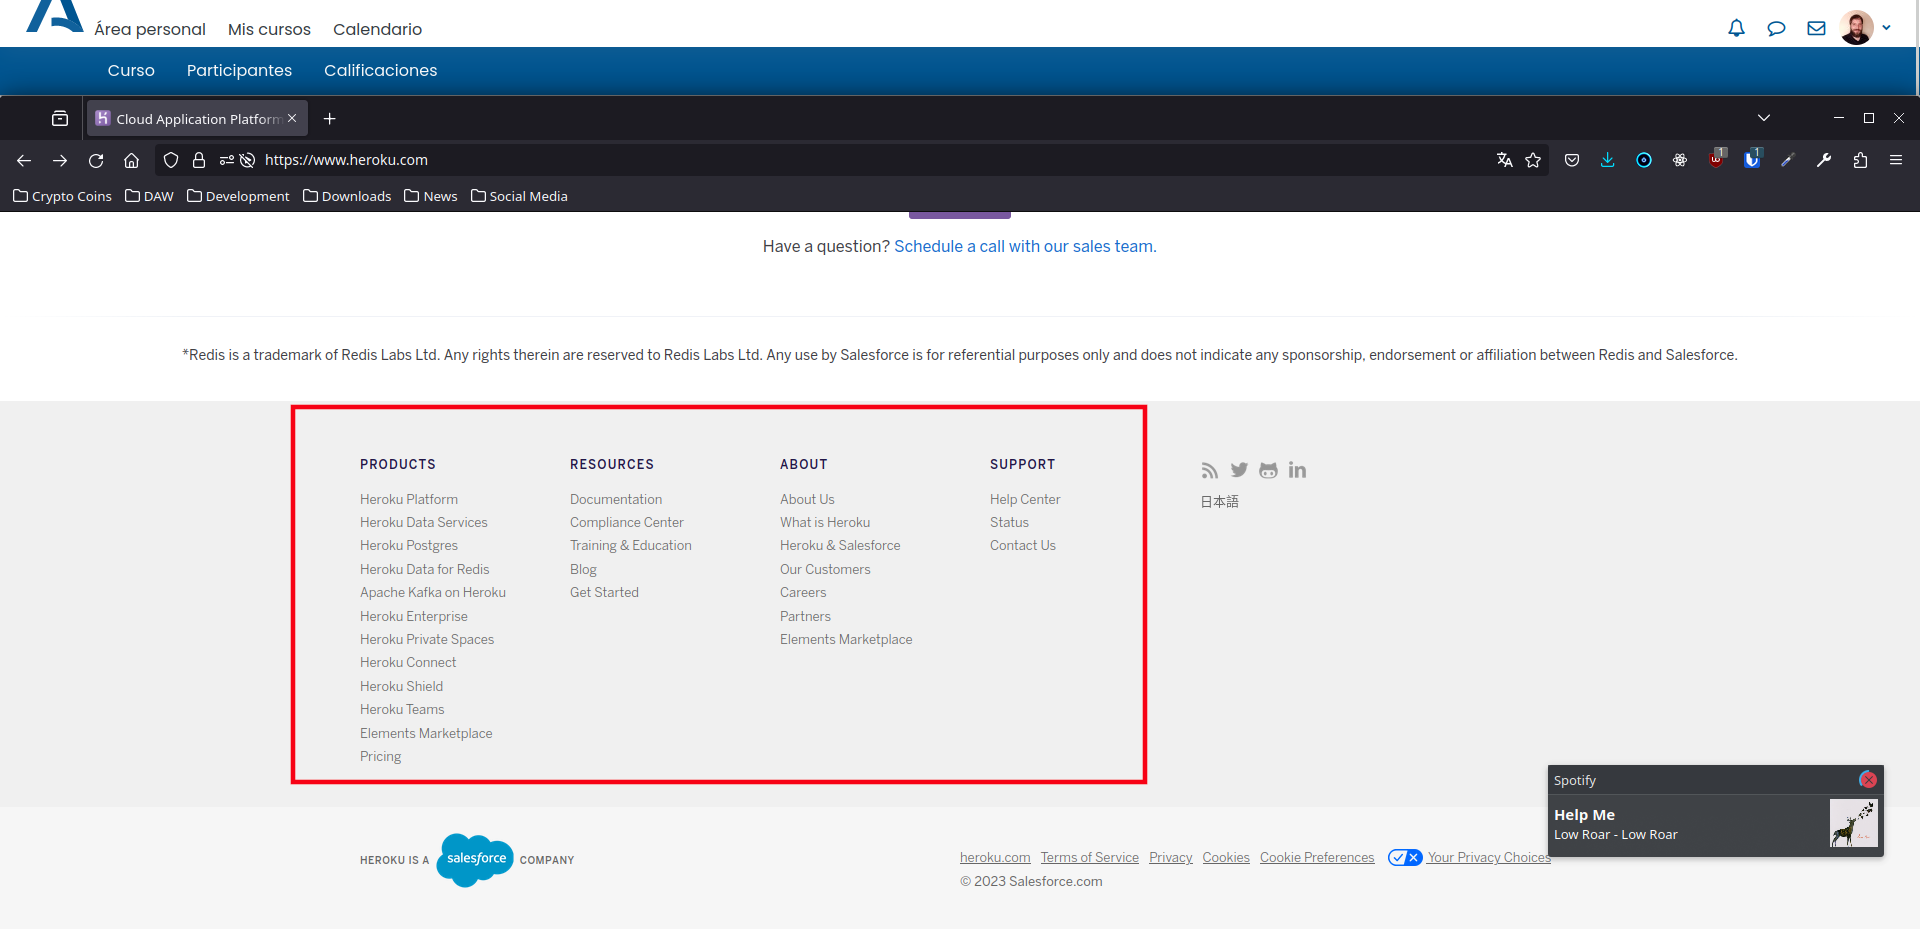 Área personal Mis cursos Calendario
Curso Participantes Calificaciones
Cloud Application Platform
https://www.heroku.com
1
1
Crypto Coins DAW Development Downloads News Social Media
Have a question? Schedule a call with our sales team.
*Redis is a trademark of Redis Labs Ltd. Any rights therein are reserved to Redis Labs Ltd. Any use by Salesforce is for referential purposes only and does not indicate any sponsorship, endorsement or affiliation between Redis and Salesforce.
PRODUCTS
Heroku Platform
Heroku Data Services
Heroku Postgres
Heroku Data for Redis
Apache Kafka on Heroku
Heroku Enterprise
Heroku Private Spaces
Heroku Connect
Heroku Shield
Heroku Teams
Elements Marketplace
Pricing
RESOURCES
Documentation
Compliance Center
Training & Education
Blog
Get Started
ABOUT
About Us
What is Heroku
Heroku & Salesforce
Our Customers
Careers
Partners
Elements Marketplace
SUPPORT
Help Center
Status
Contact Us
日本語
Spotify
Help Me
Low Roar - Low Roar
HEROKU IS A salesforce COMPANY
heroku.com Terms of Service Privacy Cookies Cookie Preferences Your Privacy Choices
© 2023 Salesforce.com